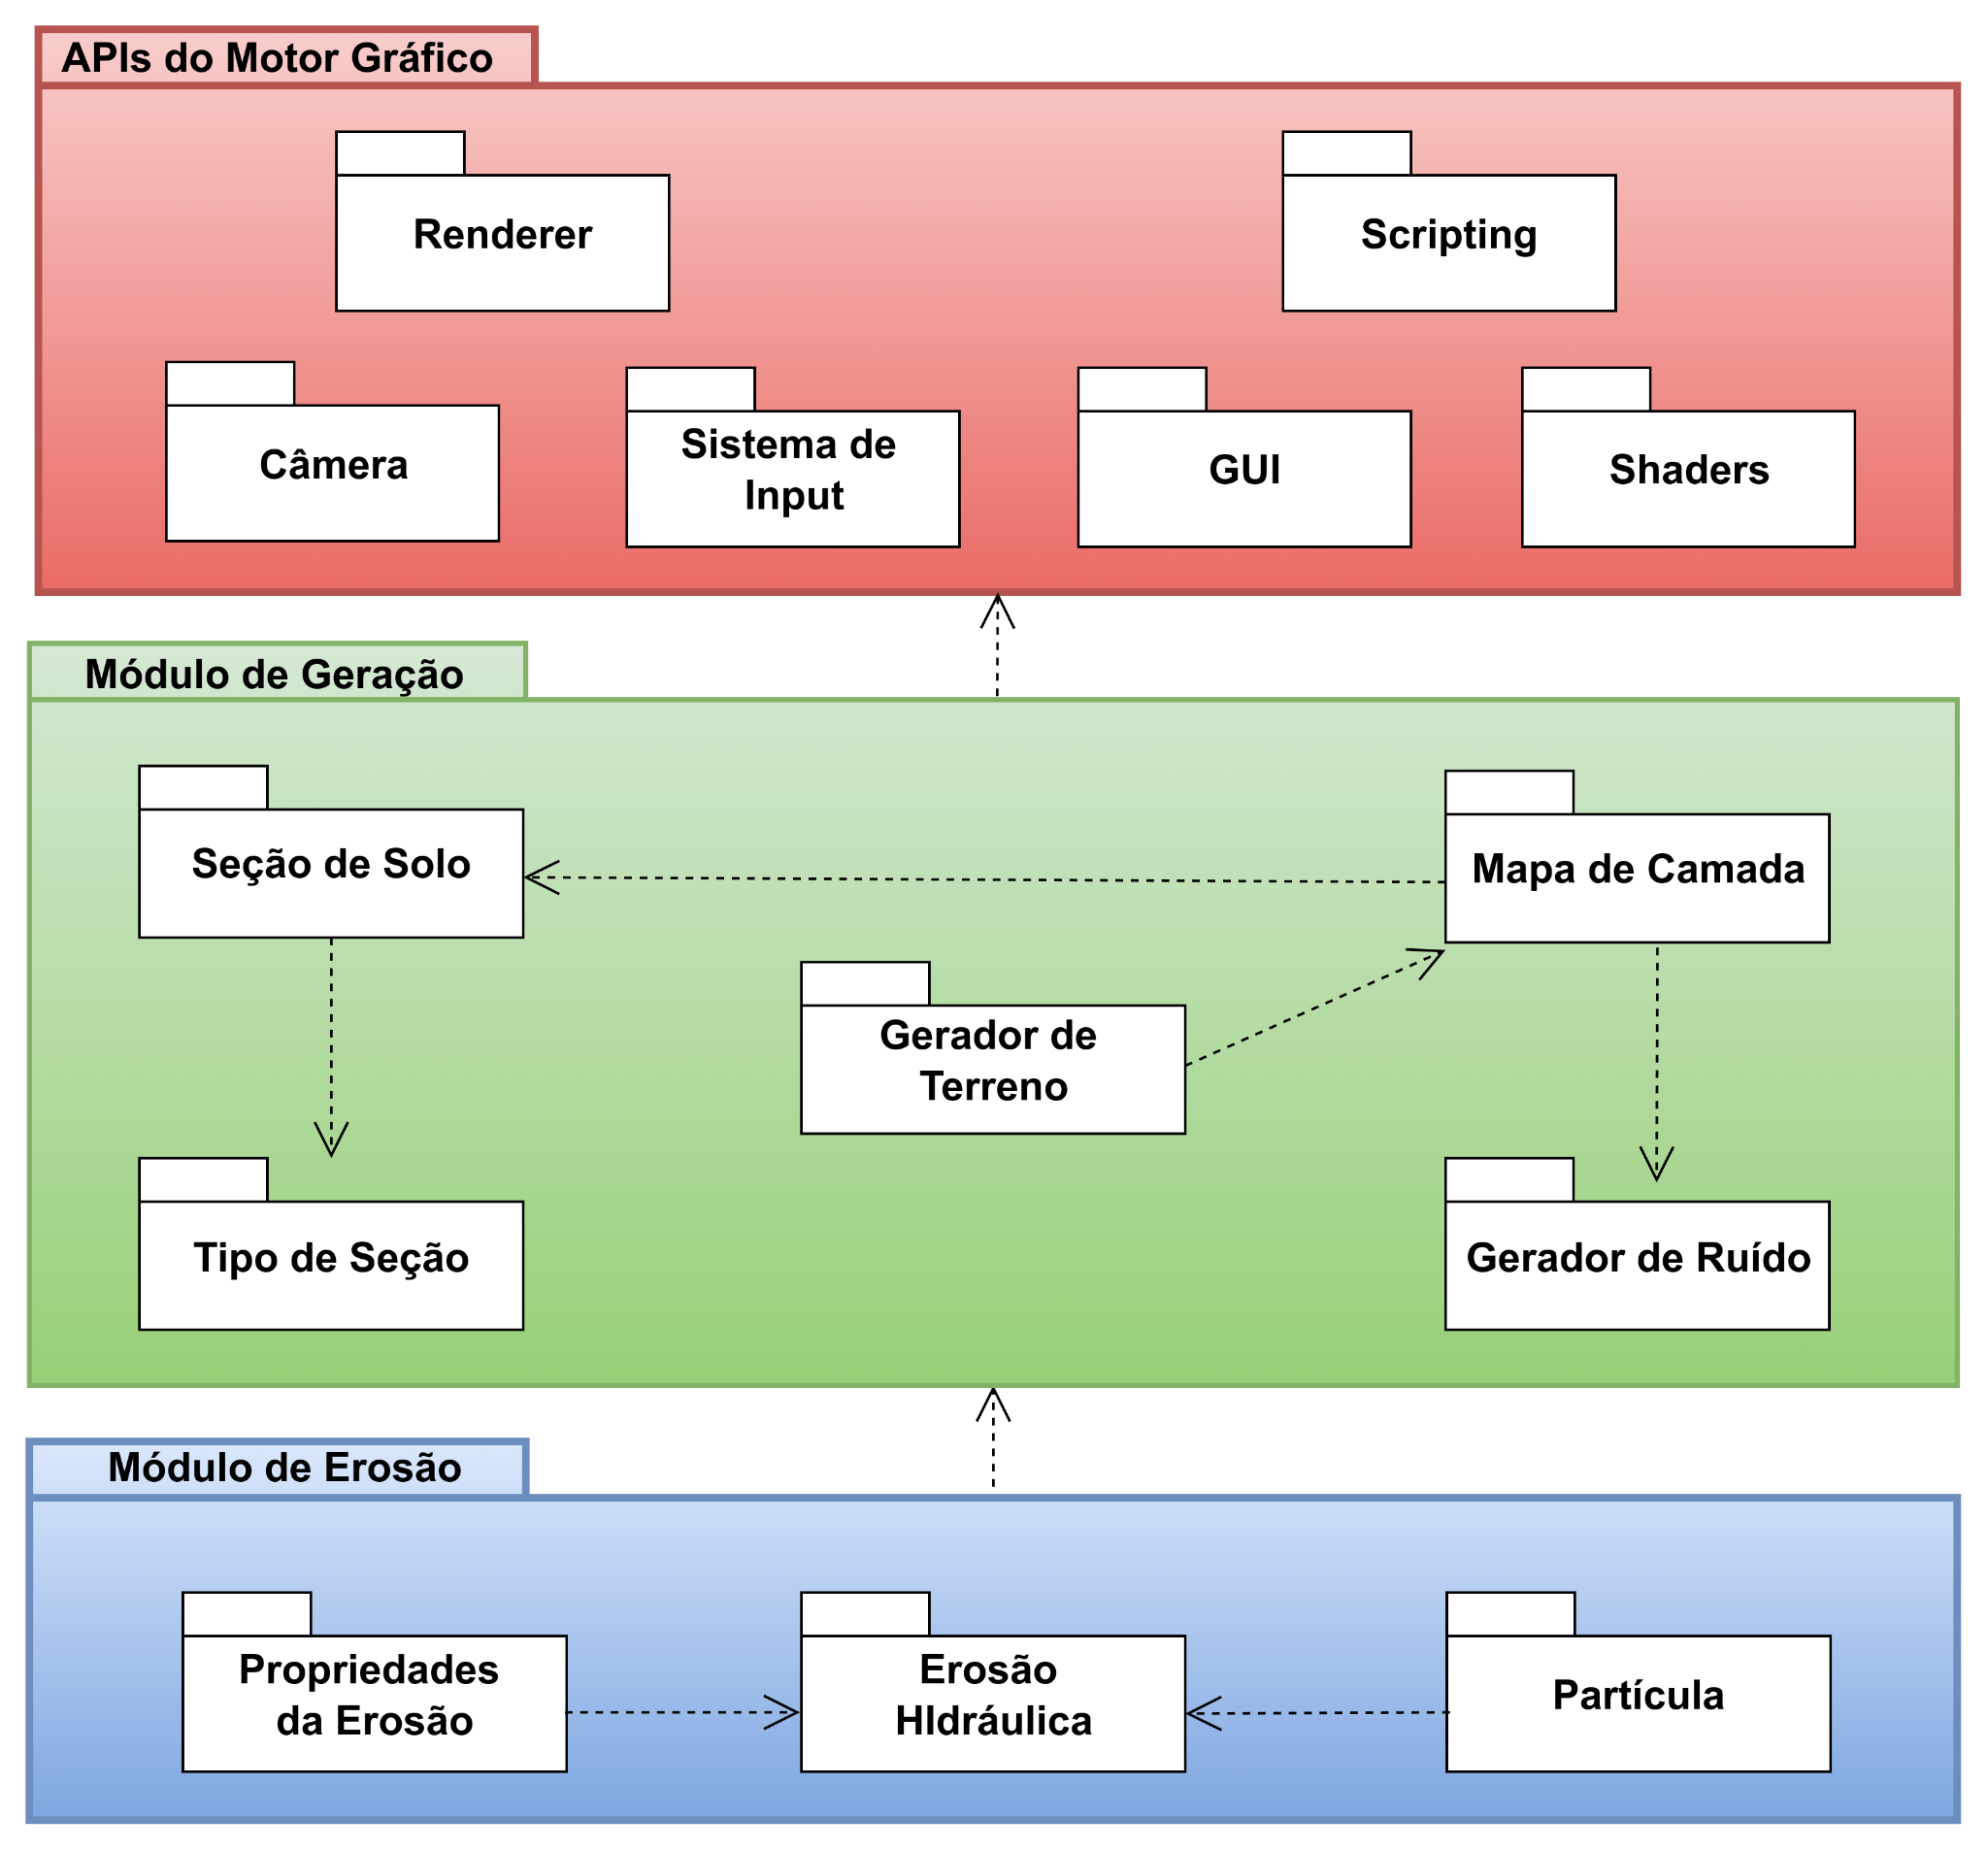 APIs do Motor Gráfico
Renderer
Scripting
Câmera
Sistema de
Input
GUI
Shaders
Módulo de Geração
Seção de Solo
Mapa de Camada
Gerador de
Terreno
Tipo de Seção
Gerador de Ruído
Módulo de Erosão
Propriedades
da Erosão
Erosão
HIdráulica
Partícula